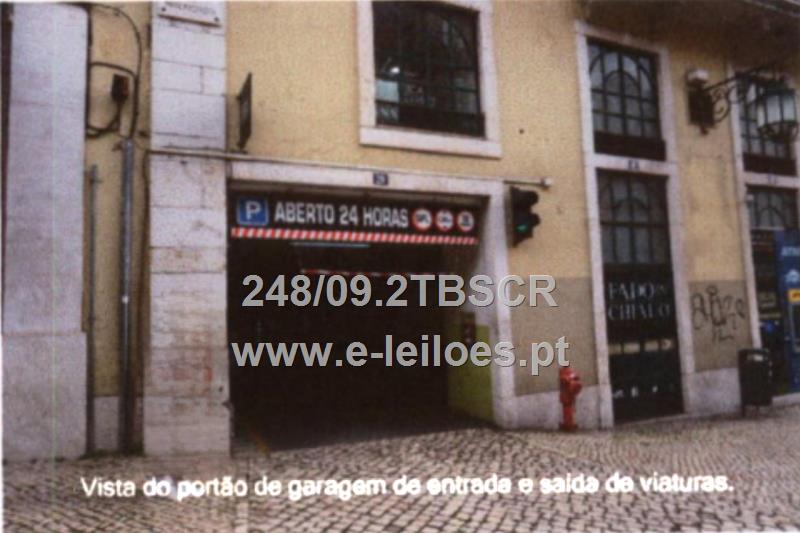 P ABERTO 24 HORAS
FADO in
CHIADO
248/09.2TBSCR
www.e-leiloes.pt
Vista do portão de garagem de entrada e saída de viaturas.